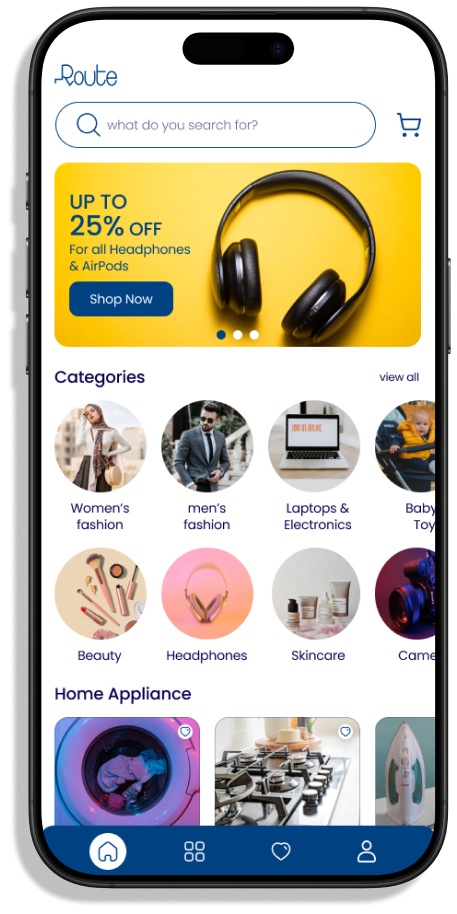 Route
what do you search for?
UP TO
25% OFF
For all Headphones
& AirPods
Shop Now
Categories
view all
Women's
fashion
men's
fashion
Laptops &
Electronics
Baby
Toy
Beauty
Headphones
Skincare
Came
Home Appliance